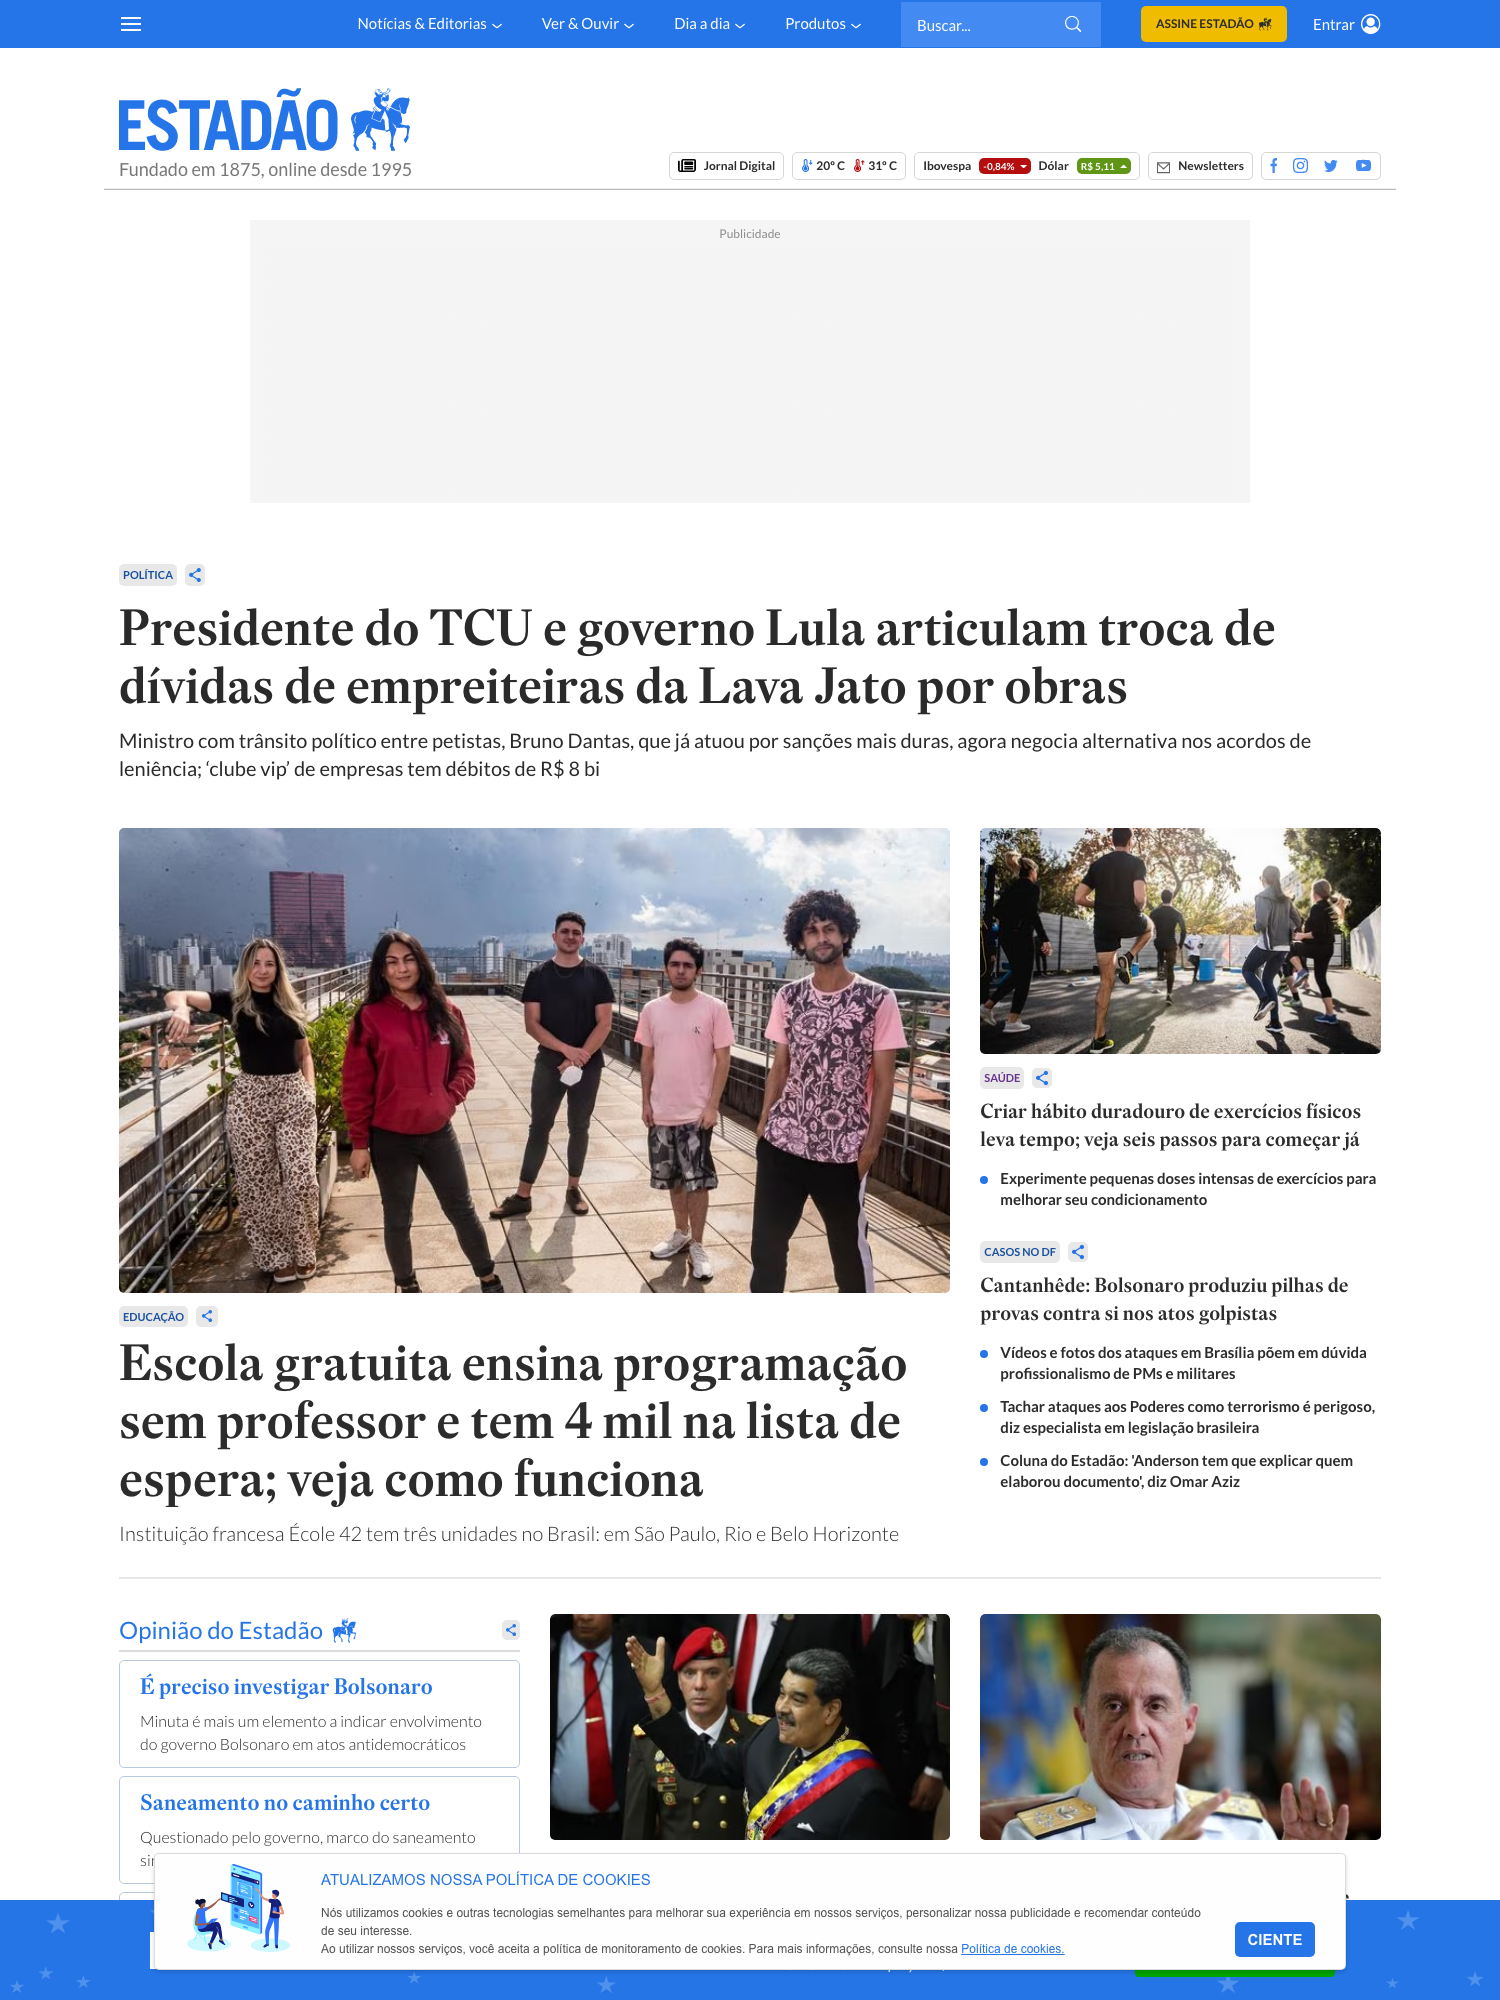 Notícias & Editorias
Ver & Ouvir
Dia a dia
Produtos
Buscar...
ASSINE ESTADÃO
Entrar
ESTADÃO
Fundado em 1875, online desde 1995
Jornal Digital
20º C 31º C
Ibovespa -0,84% Dólar R$ 5,11
Newsletters
Publicidade
POLÍTICA
Presidente do TCU e governo Lula articulam troca de
dívidas de empreiteiras da Lava Jato por obras
Ministro com trânsito político entre petistas, Bruno Dantas, que já atuou por sanções mais duras, agora negocia alternativa nos acordos de
leniência; ‘clube vip’ de empresas tem débitos de R$ 8 bi
EDUCAÇÃO
Escola gratuita ensina programação
sem professor e tem 4 mil na lista de
espera; veja como funciona
Instituição francesa École 42 tem três unidades no Brasil: em São Paulo, Rio e Belo Horizonte
SAÚDE
Criar hábito duradouro de exercícios físicos
leva tempo; veja seis passos para começar já
Experimente pequenas doses intensas de exercícios para
melhorar seu condicionamento
CASOS NO DF
Cantanhêde: Bolsonaro produziu pilhas de
provas contra si nos atos golpistas
Vídeos e fotos dos ataques em Brasília põem em dúvida
profissionalismo de PMs e militares
Tachar ataques aos Poderes como terrorismo é perigoso,
diz especialista em legislação brasileira
Coluna do Estadão: 'Anderson tem que explicar quem
elaborou documento', diz Omar Aziz
Opinião do Estadão
É preciso investigar Bolsonaro
Minuta é mais um elemento a indicar envolvimento
do governo Bolsonaro em atos antidemocráticos
Saneamento no caminho certo
Questionado pelo governo, marco do saneamento
ATUALIZAMOS NOSSA POLÍTICA DE COOKIES
Nós utilizamos cookies e outras tecnologias semelhantes para melhorar sua experiência em nossos serviços, personalizar nossa publicidade e recomendar conteúdo
de seu interesse.
Ao utilizar nossos serviços, você aceita a política de monitoramento de cookies. Para mais informações, consulte nossa Política de cookies.
CIENTE